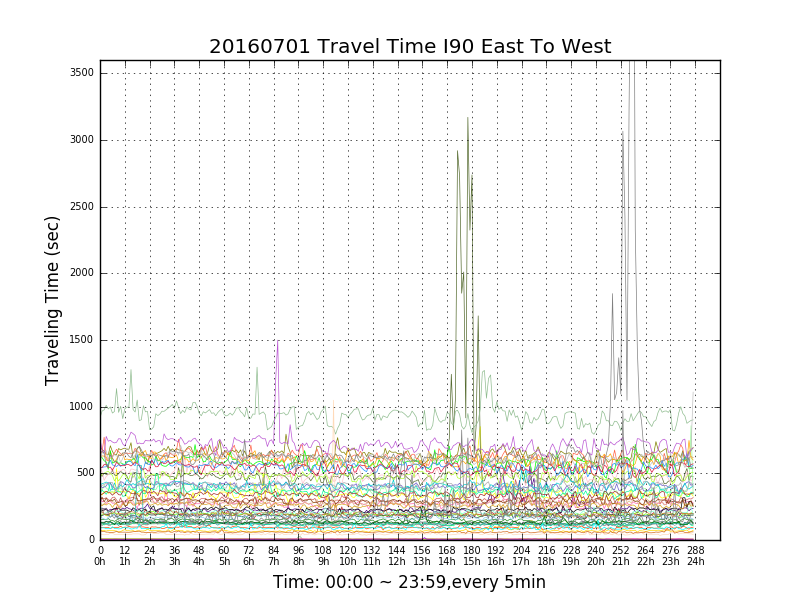 20160701 Travel Time I90 East To West
Traveling Time (sec)
3500
3000
2500
2000
1500
1000
500
0
0 12 24 36 48 60 72 84 96 108 120 132 144 156 168 180 192 204 216 228 240 252 264 276 288
0h 1h 2h 3h 4h 5h 6h 7h 8h 9h 10h 11h 12h 13h 14h 15h 16h 17h 18h 19h 20h 21h 22h 23h 24h
Time: 00:00 ~ 23:59,every 5min